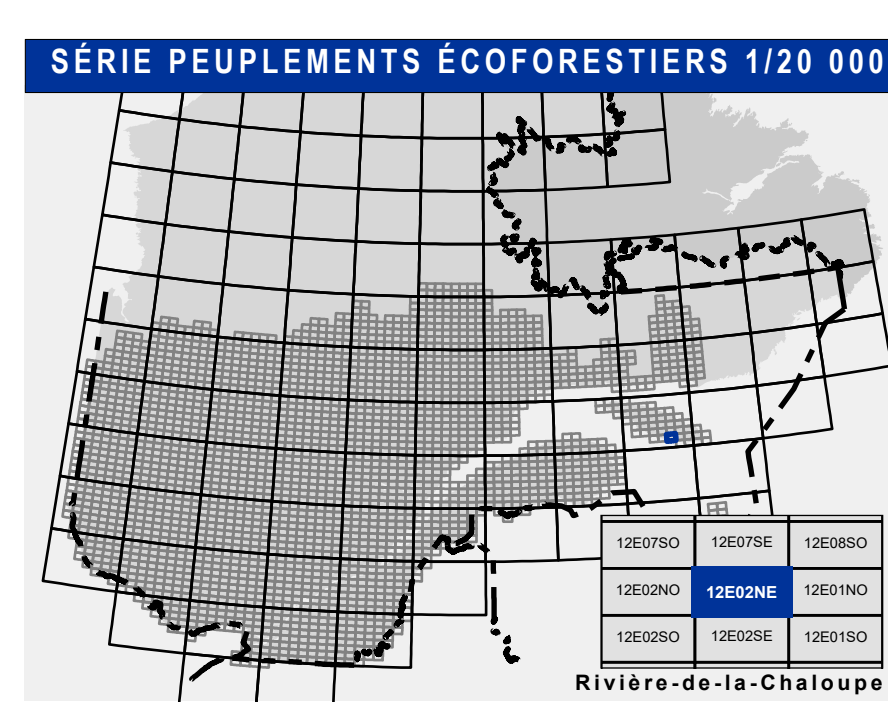 SÉRIE PEUPLEMENTS ÉCOFORESTIERS 1/20 000
12E07SO 12E07SE 12E08SO
12E02NO 12E02NE 12E01NO
12E02SO 12E02SE 12E01SO
Rivière-de-la-Chaloupe